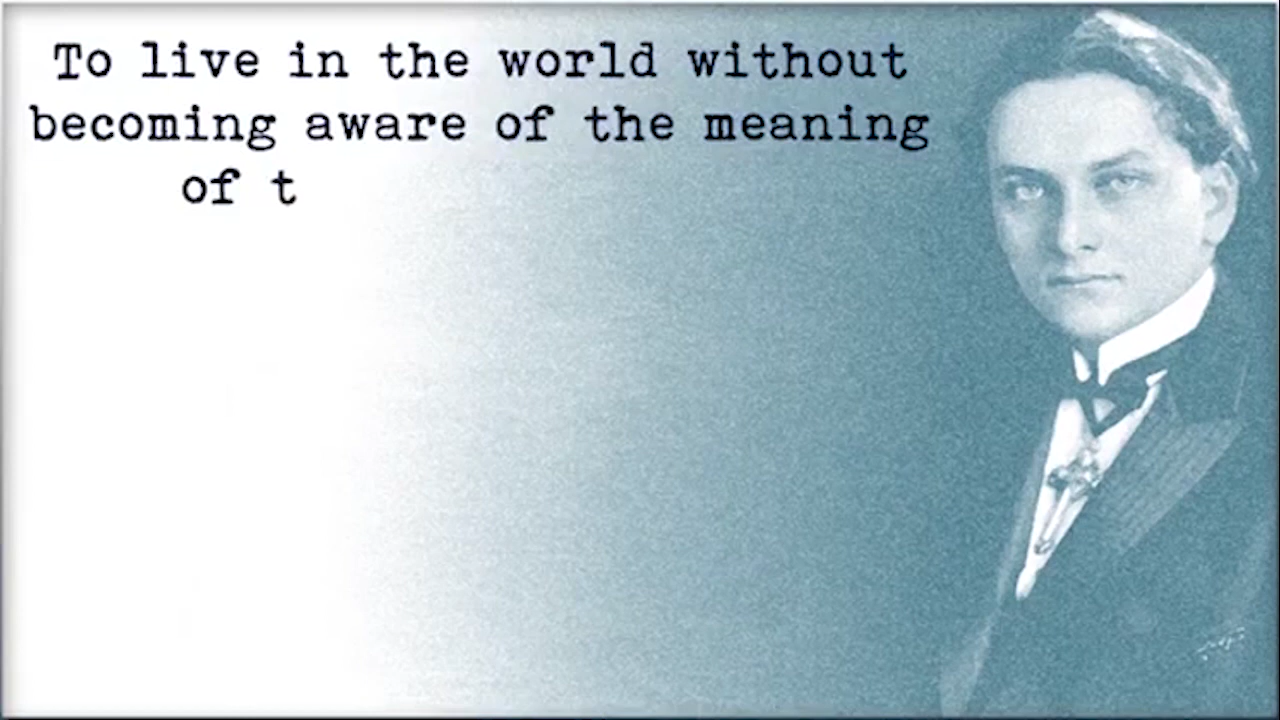 To live in the world without
becoming aware of the meaning
of t